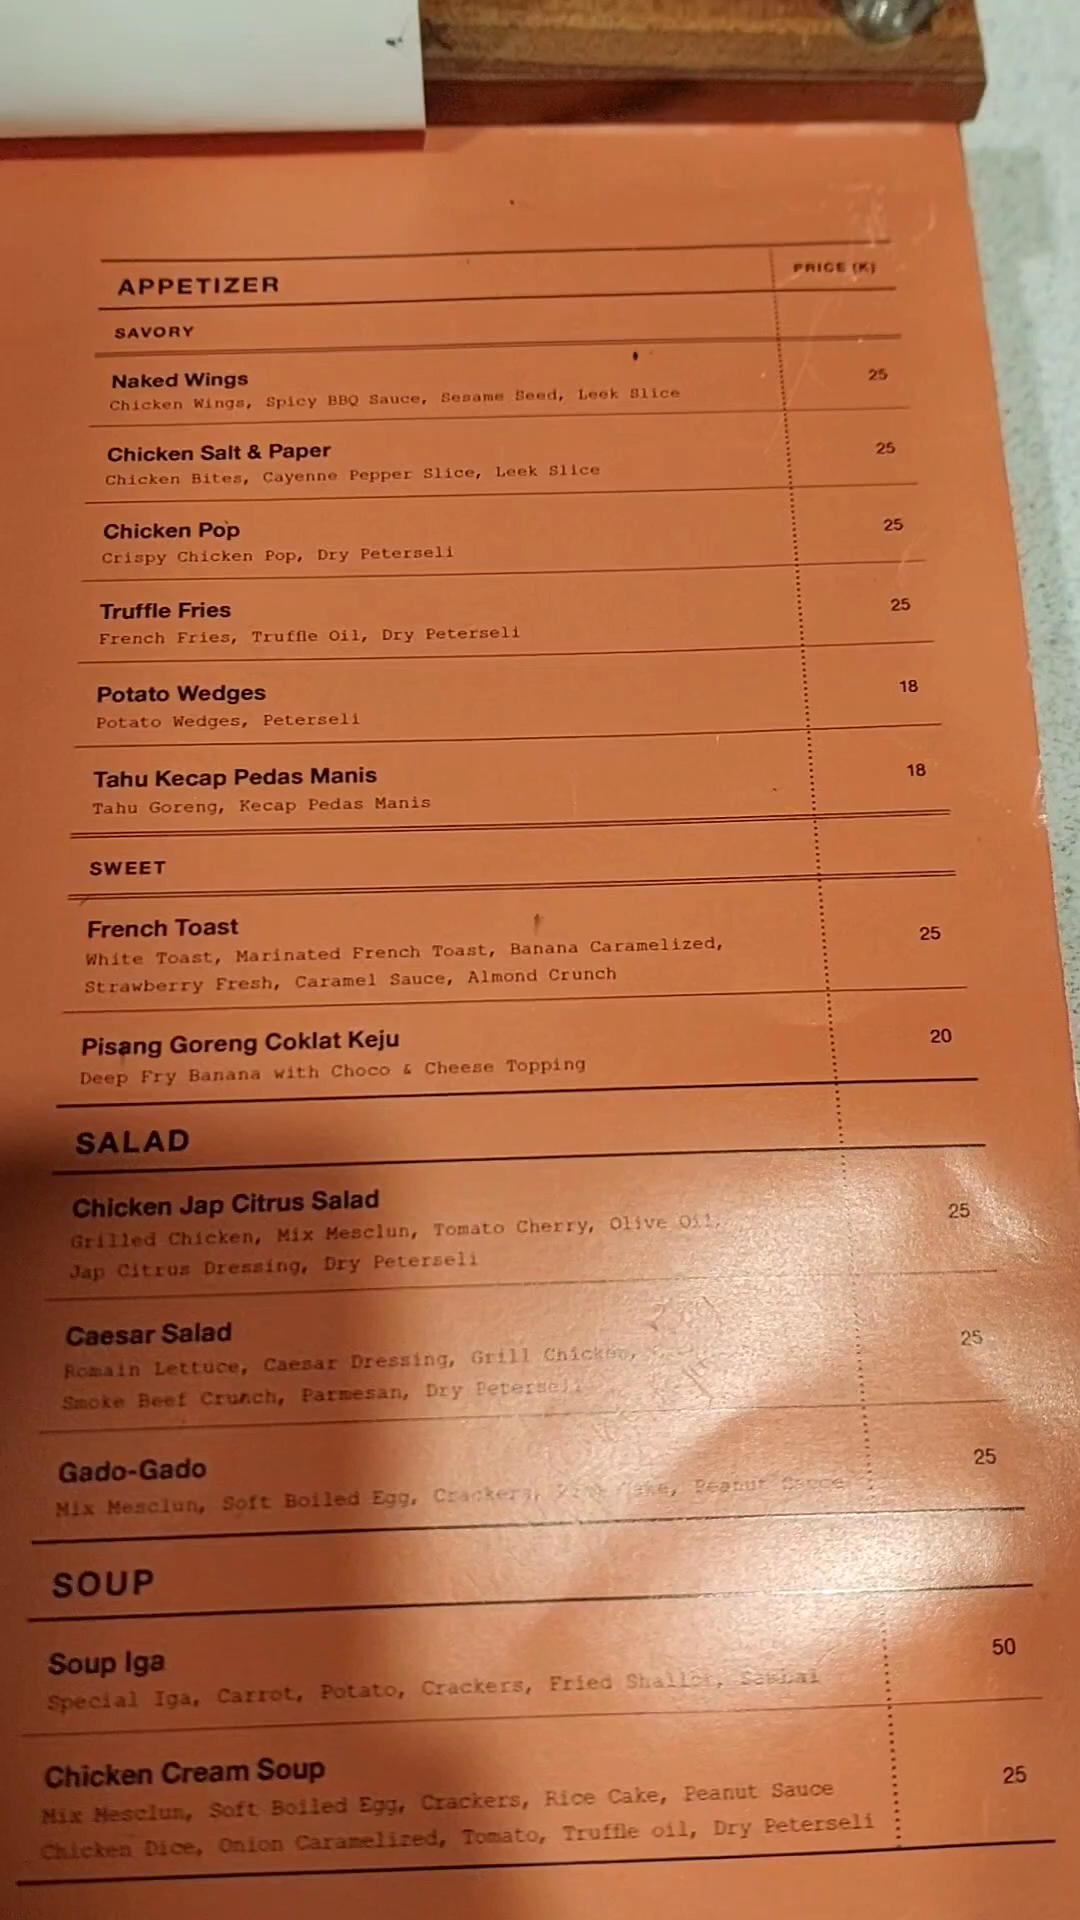 APPETIZER
PRICE (K)
SAVORY
Naked Wings
25
Chicken Wings, Spicy BBQ Sauce, Sesame Seed, Leek Slice
Chicken Salt & Paper
25
Chicken Bites, Cayenne Pepper Slice, Leek Slice
Chicken Pop
25
Crispy Chicken Pop, Dry Peterseli
Truffle Fries
25
French Fries, Truffle Oil, Dry Peterseli
Potato Wedges
18
Potato Wedges, Peterseli
Tahu Kecap Pedas Manis
18
Tahu Goreng, Kecap Pedas Manis
SWEET
French Toast
25
White Toast, Marinated French Toast, Banana Caramelized,
Strawberry Fresh, Caramel Sauce, Almond Crunch
Pisang Goreng Coklat Keju
20
Deep Fry Banana with Choco & Cheese Topping
SALAD
Chicken Jap Citrus Salad
25
Grilled Chicken, Mix Mesclun, Tomato Cherry, Olive Oil,
Jap Citrus Dressing, Dry Peterseli
Caesar Salad
25
Romain Lettuce, Caesar Dressing, Grill Chicken,
Smoke Beef Crunch, Parmesan, Dry Peterseli
Gado-Gado
25
Mix Mesclun, Soft Boiled Egg, Crackers, Rice Cake, Peanut Sauce
SOUP
Soup Iga
50
Special Iga, Carrot, Potato, Crackers, Fried Shallot, Sambal
Chicken Cream Soup
25
Mix Mesclun, Soft Boiled Egg, Crackers, Rice Cake, Peanut Sauce
Chicken Dice, Onion Caramelized, Tomato, Truffle oil, Dry Peterseli